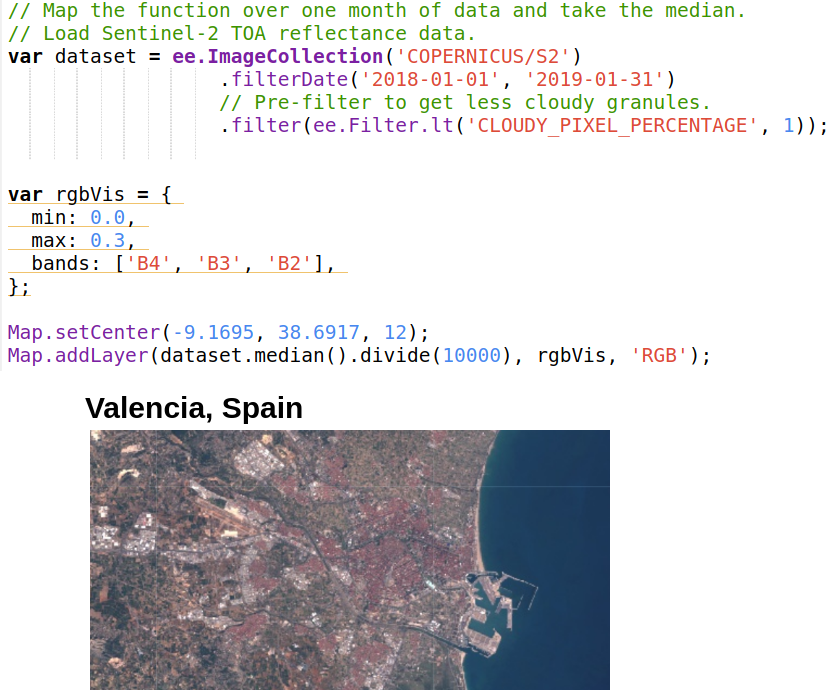 // Map the function over one month of data and take the median.
// Load Sentinel-2 TOA reflectance data.
var dataset = ee.ImageCollection('COPERNICUS/S2')
.filterDate('2018-01-01', '2019-01-31')
// Pre-filter to get less cloudy granules.
.filter(ee.Filter.lt('CLOUDY_PIXEL_PERCENTAGE', 1));
var rgbVis = {
min: 0.0,
max: 0.3,
bands: ['B4', 'B3', 'B2'],
};
Map.setCenter(-9.1695, 38.6917, 12);
Map.addLayer(dataset.median().divide(10000), rgbVis, 'RGB');
Valencia, Spain